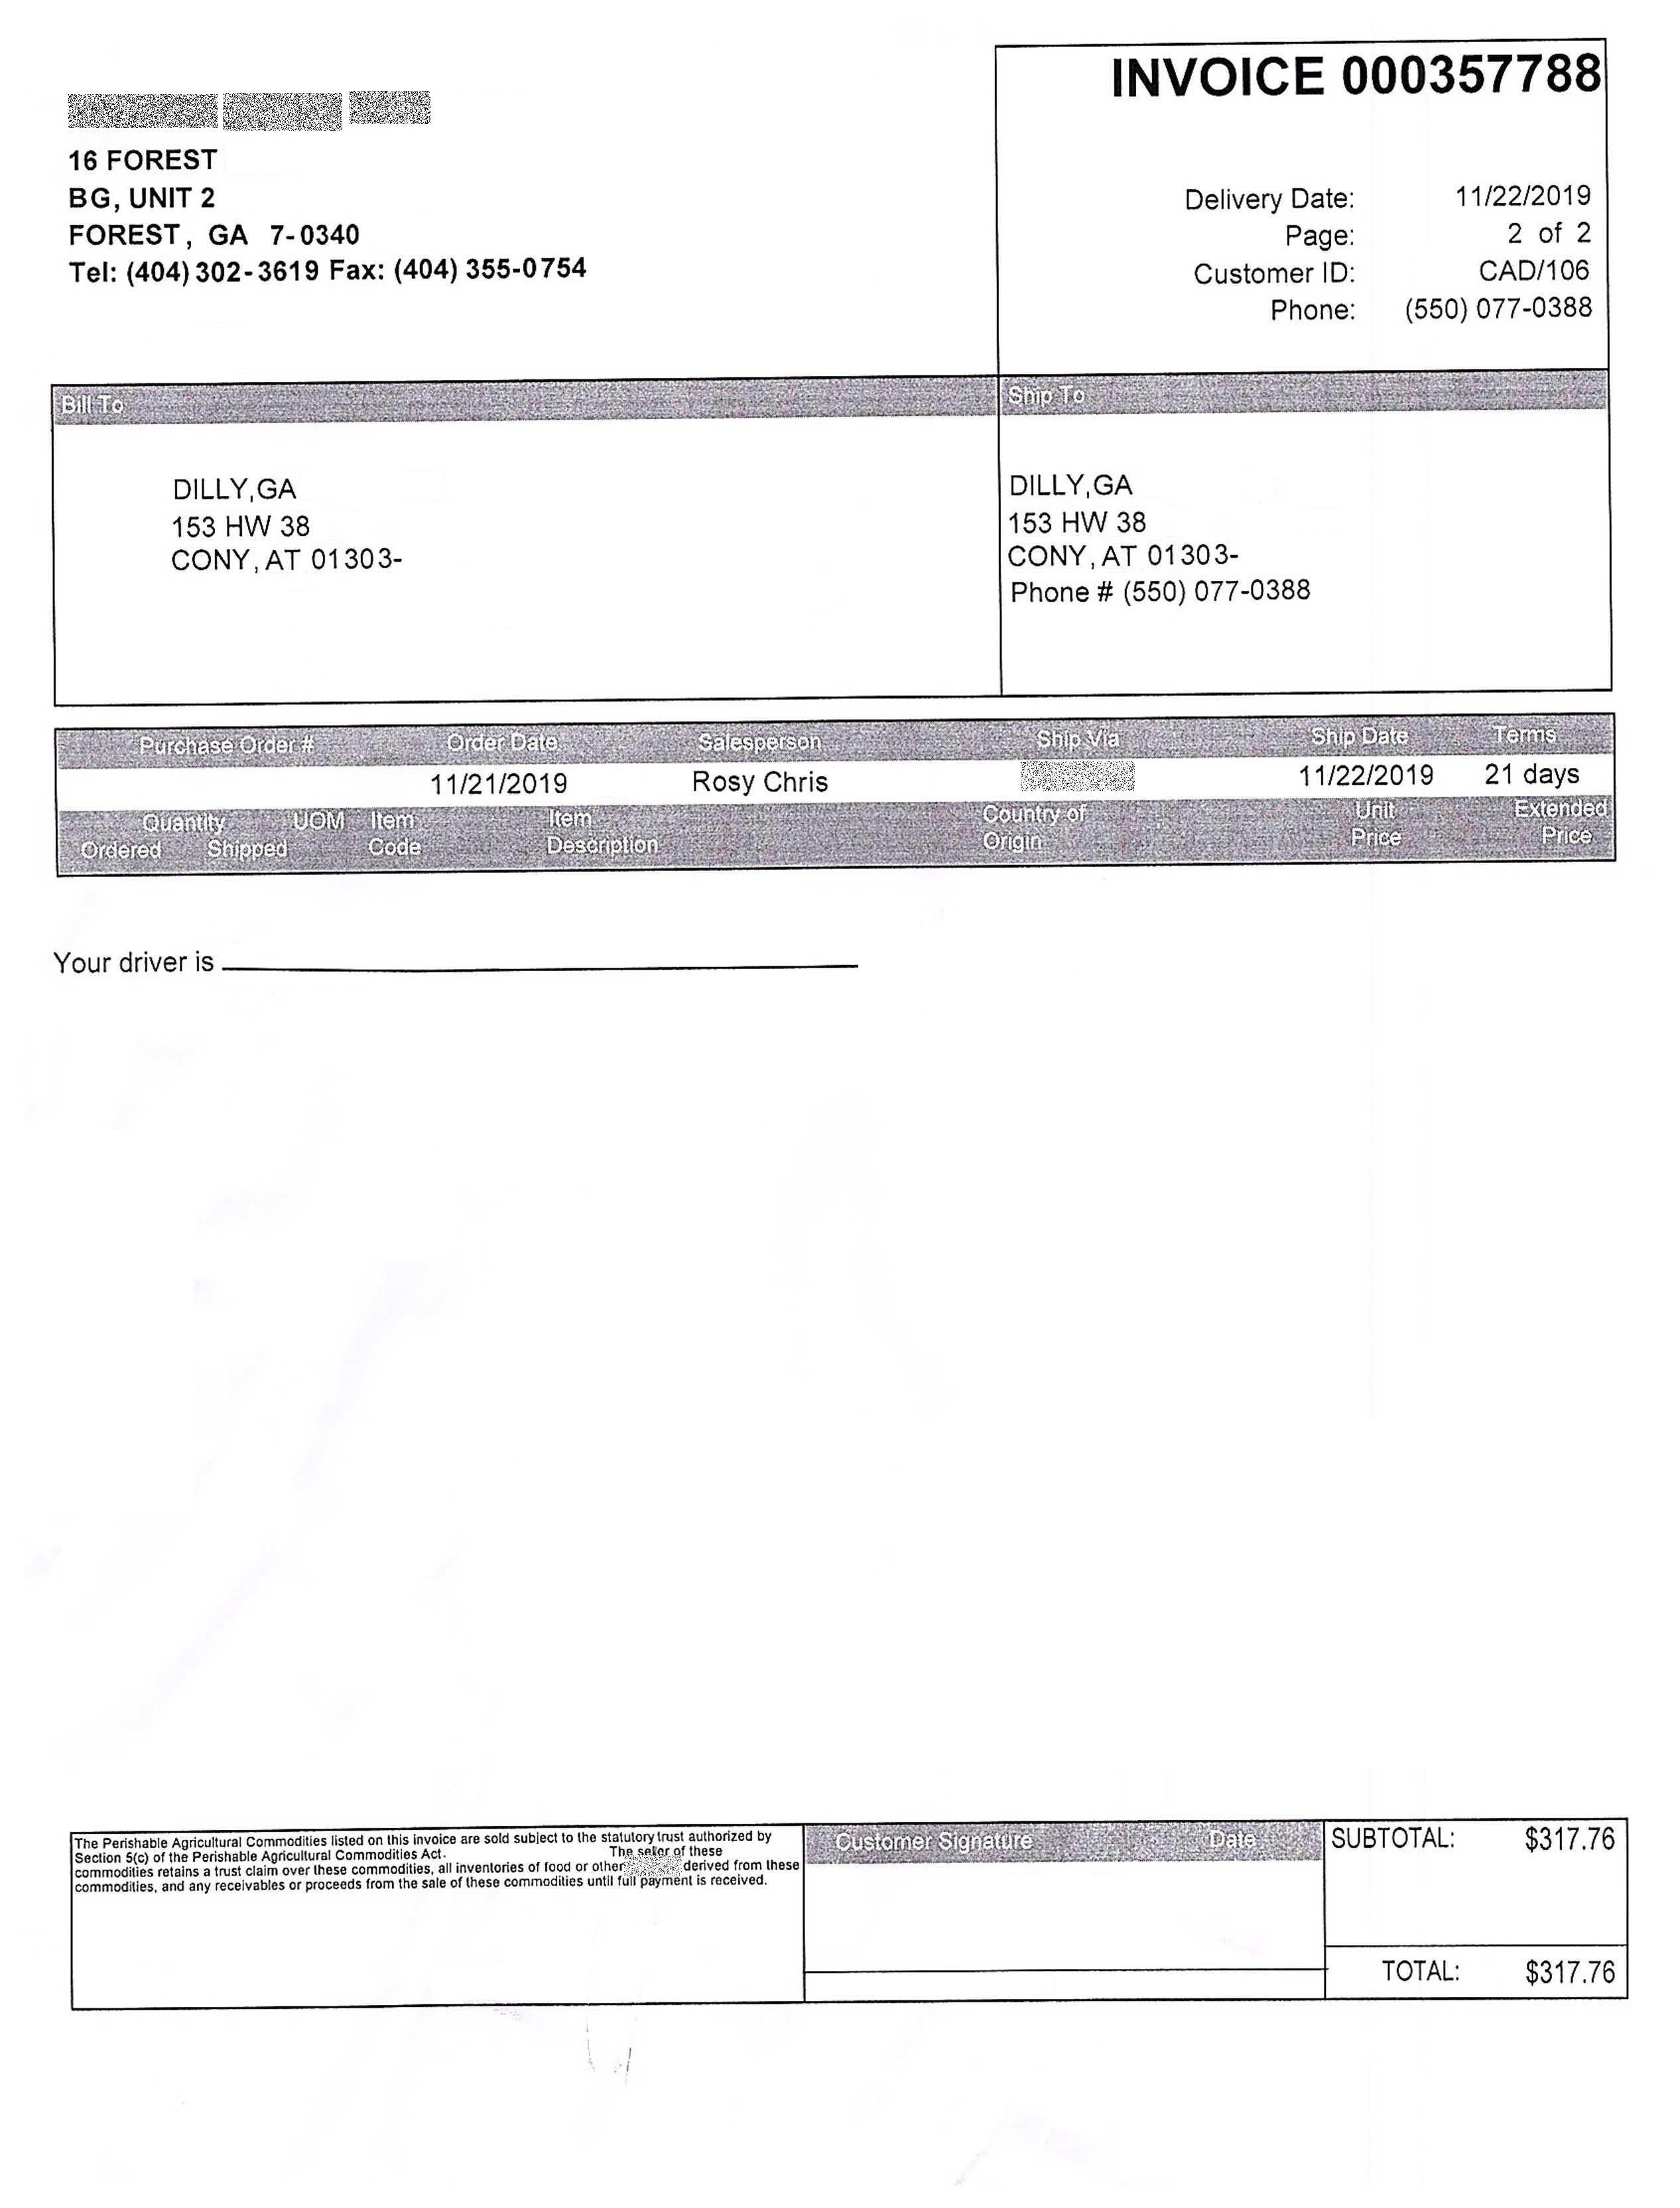 INVOICE 000357788
16 FOREST
BG, UNIT 2
FOREST, GA 7-0340
Tel: (404) 302-3619 Fax: (404) 355-0754
Delivery Date: 11/22/2019
Page: 2 of 2
Customer ID: CAD/106
Phone: (550) 077-0388
Bill To
DILLY,GA
153 HW 38
CONY, AT 01303-
Ship To
DILLY,GA
153 HW 38
CONY, AT 01303-
Phone # (550) 077-0388
Purchase Order # Order Date Salesperson Ship Via Ship Date Terms
11/21/2019 Rosy Chris 11/22/2019 21 days
Quantity UOM Item Item Country of Unit Extended
Ordered Shipped Code Description Origin Price Price
Your driver is
The Perishable Agricultural Commodities listed on this invoice are sold subject to the statutory trust authorized by
Section 5(c) of the Perishable Agricultural Commodities Act. The selor of these
commodities retains a trust claim over these commodities, all inventories of food or other derived from these
commodities, and any receivables or proceeds from the sale of these commodities until full payment is received.
Customer Signature Date
SUBTOTAL: $317.76
TOTAL: $317.76